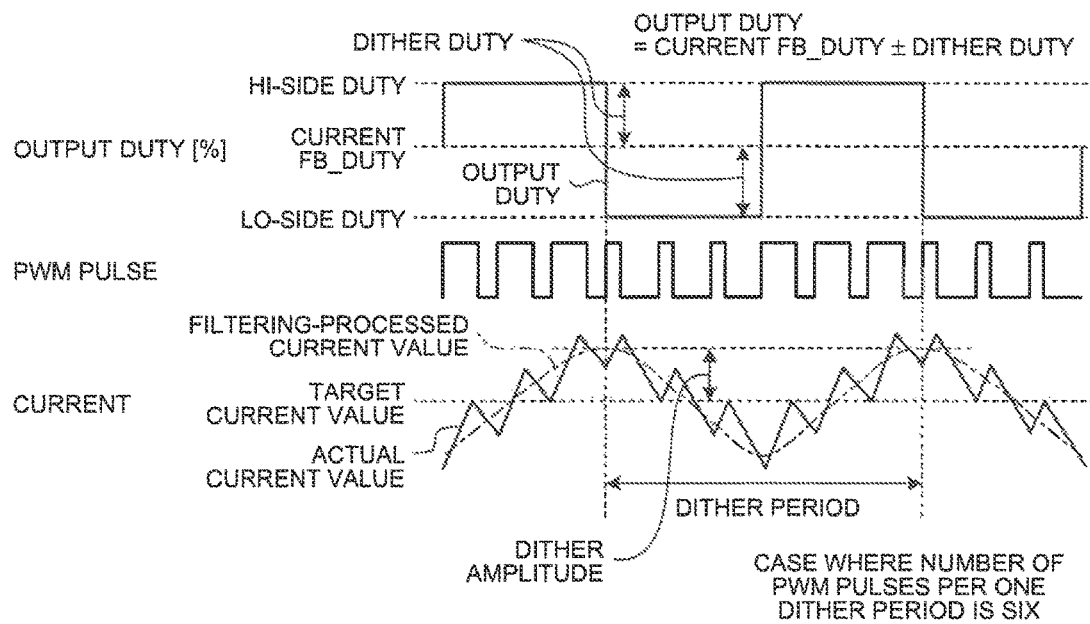 OUTPUT DUTY
= CURRENT FB_DUTY ± DITHER DUTY
DITHER DUTY
HI-SIDE DUTY
OUTPUT DUTY [%]
CURRENT
FB_DUTY
OUTPUT
DUTY
LO-SIDE DUTY
PWM PULSE
FILTERING-PROCESSED
CURRENT VALUE
CURRENT
TARGET
CURRENT VALUE
ACTUAL
CURRENT VALUE
DITHER PERIOD
DITHER
AMPLITUDE
CASE WHERE NUMBER OF
PWM PULSES PER ONE
DITHER PERIOD IS SIX